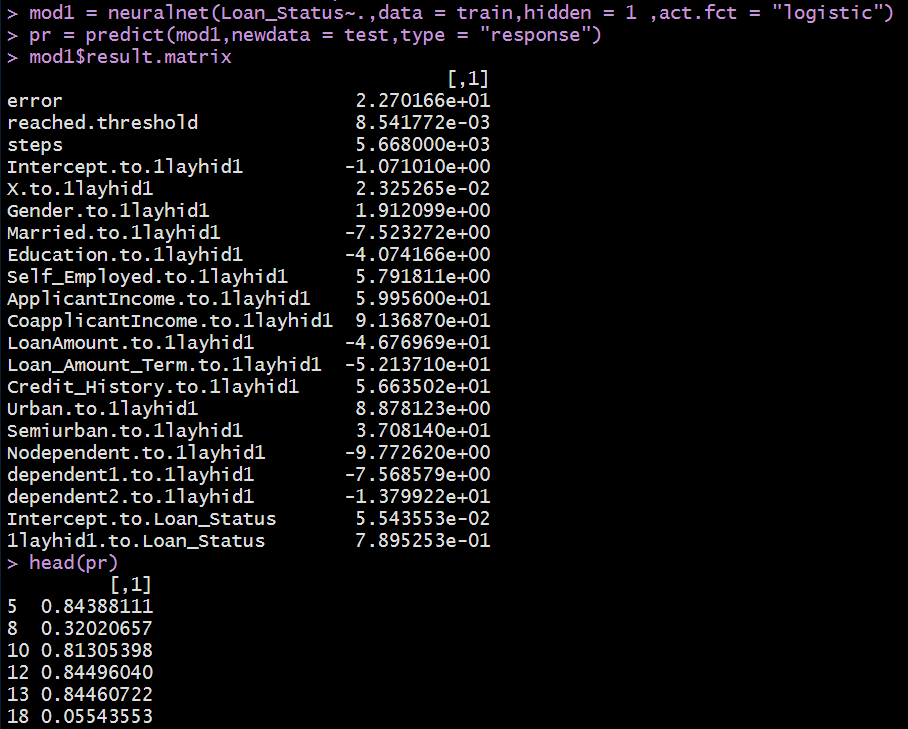 > mod1 = neuralnet(Loan_Status~.,data = train,hidden = 1 ,act.fct = "logistic")
> pr = predict(mod1,newdata = test,type = "response")
> mod1$result.matrix
[,1]
error 2.270166e+01
reached.threshold 8.541772e-03
steps 5.668000e+03
Intercept.to.1layhid1 -1.071010e+00
X.to.1layhid1 2.325265e-02
Gender.to.1layhid1 1.912099e+00
Married.to.1layhid1 -7.523272e+00
Education.to.1layhid1 -4.074166e+00
Self_Employed.to.1layhid1 5.791811e+00
ApplicantIncome.to.1layhid1 5.995600e+01
CoapplicantIncome.to.1layhid1 9.136870e+01
LoanAmount.to.1layhid1 -4.676969e+01
Loan_Amount_Term.to.1layhid1 -5.213710e+01
Credit_History.to.1layhid1 5.663502e+01
Urban.to.1layhid1 8.878123e+00
Semiurban.to.1layhid1 3.708140e+01
Nodependent.to.1layhid1 -9.772620e+00
dependent1.to.1layhid1 -7.568579e+00
dependent2.to.1layhid1 -1.379922e+01
Intercept.to.Loan_Status 5.543553e-02
1layhid1.to.Loan_Status 7.895253e-01
> head(pr)
[,1]
5 0.84388111
8 0.32020657
10 0.81305398
12 0.84496040
13 0.84460722
18 0.05543553